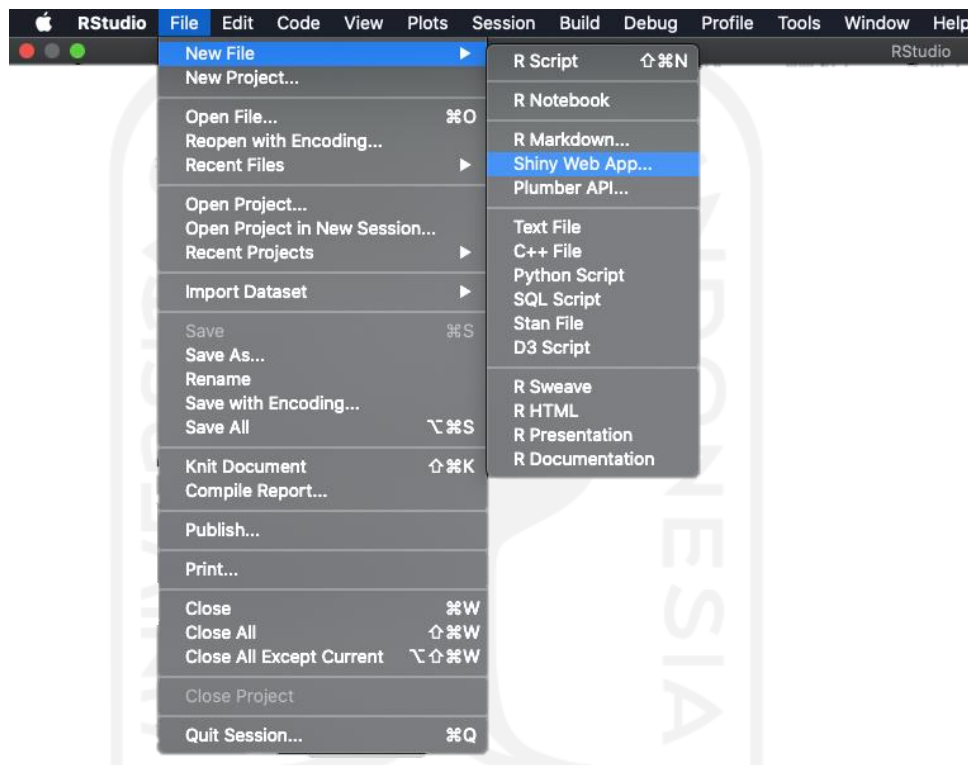 RStudio File Edit Code View Plots Session Build Debug Profile Tools Window Help
RStudio
New File ▶
New Project...
Open File... ⌘O
Reopen with Encoding...
Recent Files ▶
Open Project...
Open Project in New Session...
Recent Projects ▶
Import Dataset ▶
Save ⌘S
Save As...
Rename
Save with Encoding...
Save All ⌥⌘S
Knit Document ⇧⌘K
Compile Report...
Publish...
Print...
Close ⌘W
Close All ⇧⌘W
Close All Except Current ⌥⇧⌘W
Close Project
Quit Session... ⌘Q
R Script ⇧⌘N
R Notebook
R Markdown...
Shiny Web App...
Plumber API...
Text File
C++ File
Python Script
SQL Script
Stan File
D3 Script
R Sweave
R HTML
R Presentation
R Documentation